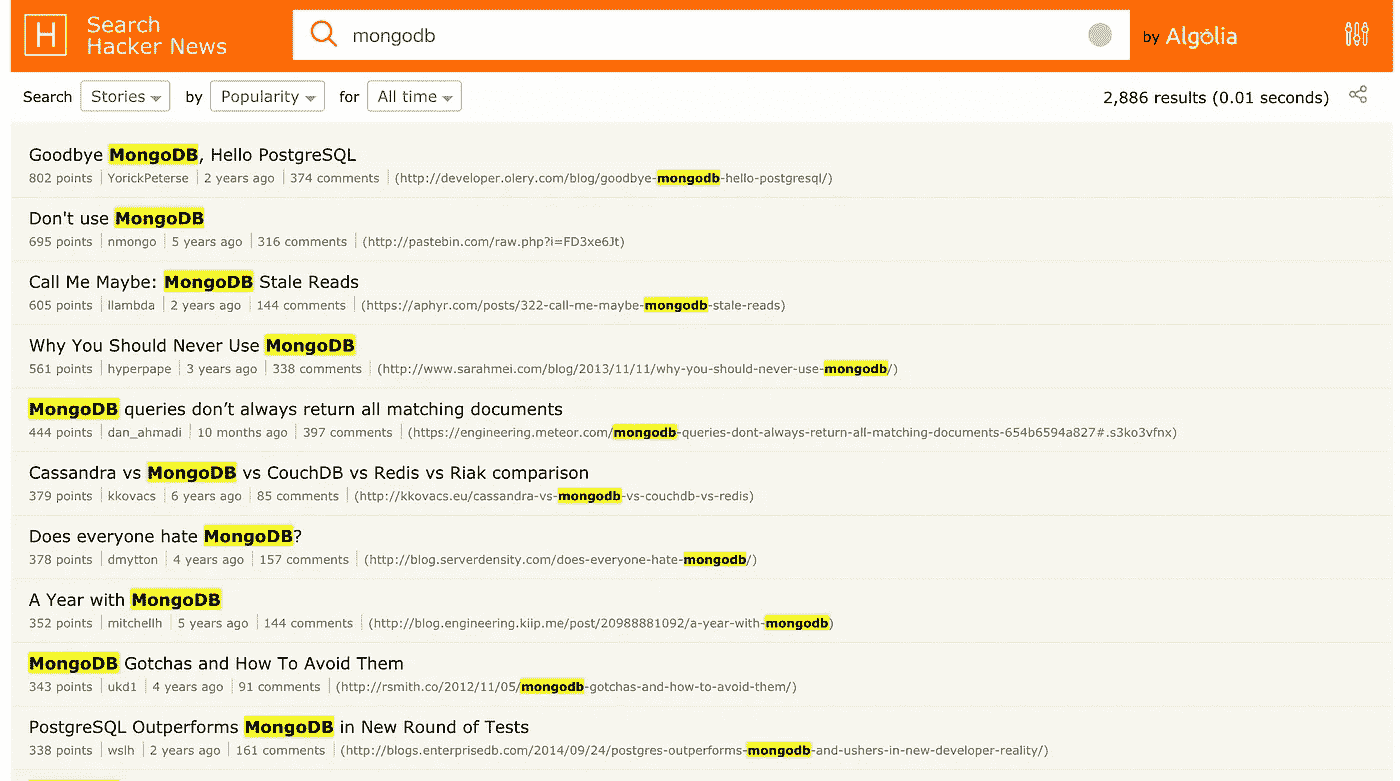 H
Search
Hacker News
mongodb
by Algolia
Search Stories by Popularity for All time 2,886 results (0.01 seconds)
Goodbye MongoDB, Hello PostgreSQL
802 points YorickPeterse 2 years ago 374 comments (http://developer.olery.com/blog/goodbye-mongodb-hello-postgresql/)
Don't use MongoDB
695 points nmongo 5 years ago 316 comments (http://pastebin.com/raw.php?i=FD3xe6Jt)
Call Me Maybe: MongoDB Stale Reads
605 points llambda 2 years ago 144 comments (https://aphyr.com/posts/322-call-me-maybe-mongodb-stale-reads)
Why You Should Never Use MongoDB
561 points hyperpape 3 years ago 338 comments (http://www.sarahmei.com/blog/2013/11/11/why-you-should-never-use-mongodb/)
MongoDB queries don’t always return all matching documents
444 points dan_ahmadi 10 months ago 397 comments (https://engineering.meteor.com/mongodb-queries-dont-always-return-all-matching-documents-654b6594a827#.s3ko3vfnx)
Cassandra vs MongoDB vs CouchDB vs Redis vs Riak comparison
379 points kkovacs 6 years ago 85 comments (http://kkovacs.eu/cassandra-vs-mongodb-vs-couchdb-vs-redis)
Does everyone hate MongoDB?
378 points dmytton 4 years ago 157 comments (http://blog.serverdensity.com/does-everyone-hate-mongodb/)
A Year with MongoDB
352 points mitchellh 5 years ago 144 comments (http://blog.engineering.kiip.me/post/20988881092/a-year-with-mongodb)
MongoDB Gotchas and How To Avoid Them
343 points ukd1 4 years ago 91 comments (http://rsmith.co/2012/11/05/mongodb-gotchas-and-how-to-avoid-them/)
PostgreSQL Outperforms MongoDB in New Round of Tests
338 points wslh 2 years ago 161 comments (http://blogs.enterprisedb.com/2014/09/24/postgres-outperforms-mongodb-and-ushers-in-new-developer-reality/)